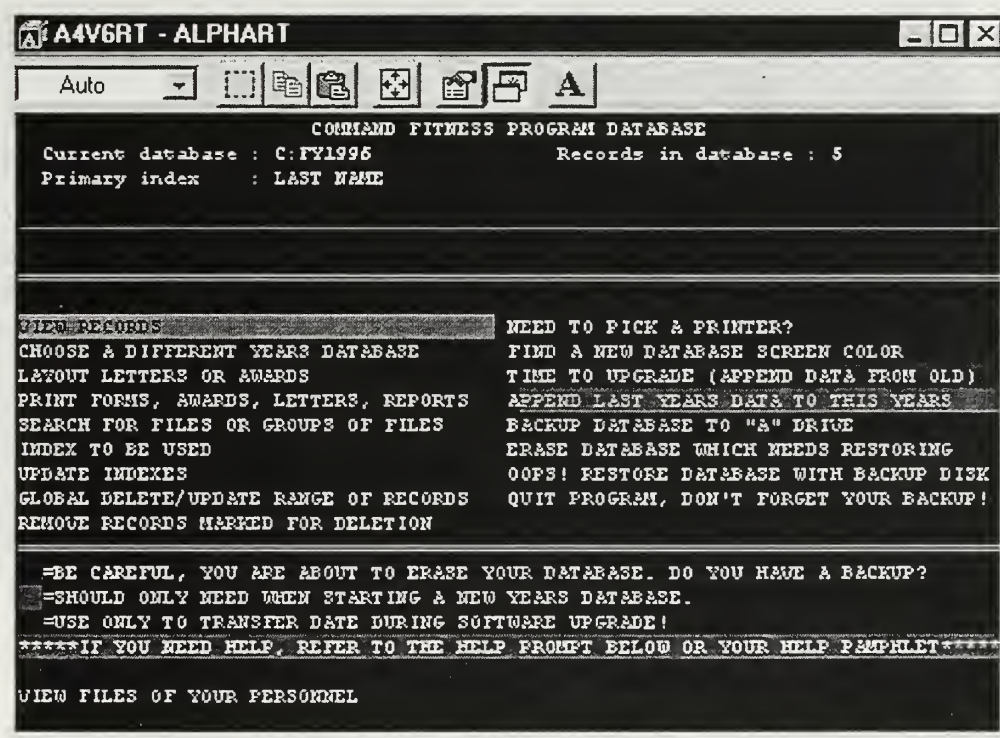 A4V6RT - ALPHART
Auto
A
COMMAND FITNESS PROGRAM DATABASE
Current database : C:FY1996 Records in database : 5
Primary index : LAST NAME
VIEW RECORDS
CHOOSE A DIFFERENT YEARS DATABASE
LAYOUT LETTERS OR AWARDS
PRINT FORMS, AWARDS, LETTERS, REPORTS
SEARCH FOR FILES OR GROUPS OF FILES
INDEX TO BE USED
UPDATE INDEXES
GLOBAL DELETE/UPDATE RANGE OF RECORDS
REMOVE RECORDS MARKED FOR DELETION
NEED TO PICK A PRINTER?
FIND A NEW DATABASE SCREEN COLOR
TIME TO UPGRADE (APPEND DATA FROM OLD)
APPEND LAST YEARS DATA TO THIS YEARS
BACKUP DATABASE TO "A" DRIVE
ERASE DATABASE WHICH NEEDS RESTORING
OOPS! RESTORE DATABASE WITH BACKUP DISK
QUIT PROGRAM, DON'T FORGET YOUR BACKUP!
=BE CAREFUL, YOU ARE ABOUT TO ERASE YOUR DATABASE. DO YOU HAVE A BACKUP?
=SHOULD ONLY NEED WHEN STARTING A NEW YEARS DATABASE.
=USE ONLY TO TRANSFER DATE DURING SOFTWARE UPGRADE!
*****IF YOU NEED HELP, REFER TO THE HELP PROMPT BELOW OR YOUR HELP PAMPHLET*****
VIEW FILES OF YOUR PERSONNEL